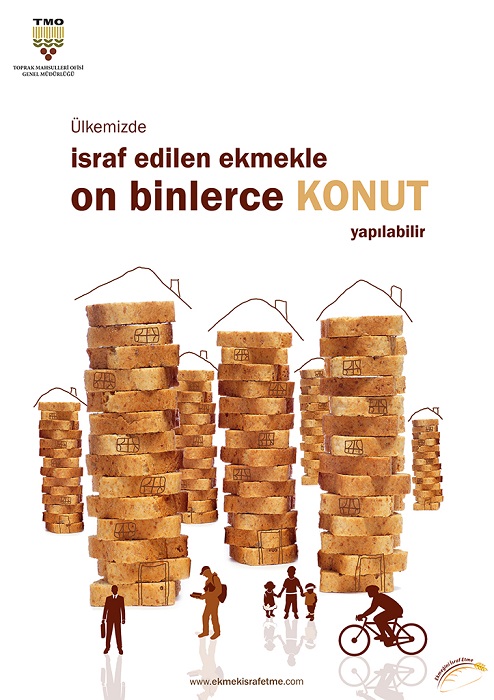 TMO
TOPRAK MAHSULLERİ OFİSİ
GENEL MÜDÜRLÜĞÜ
Ülkemizde
israf edilen ekmekle
on binlerce KONUT
yapılabilir
www.ekmekisrafetme.com
Ekmeğini İsraf Etme